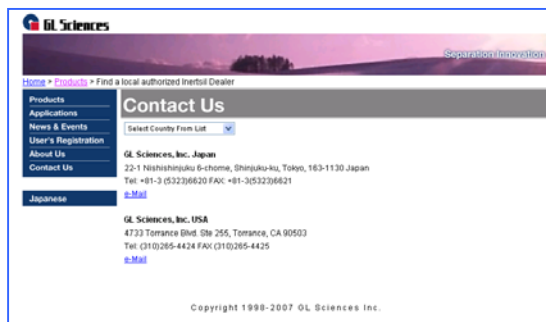 GL Sciences
Separation Innovation
Home > Products > Find a local authorized Inertsil Dealer
Products
Applications
News & Events
User's Registration
About Us
Contact Us
Japanese
Contact Us
Select Country From List
GL Sciences, Inc. Japan
22-1 Nishishinjuku 6-chome, Shinjuku-ku, Tokyo, 163-1130 Japan
Tel: +81-3 (5323)6620 FAX: +81-3(5323)6621
e-Mail
GL Sciences, Inc. USA
4733 Torrance Blvd. Ste 255, Torrance, CA 90503
Tel: (310)265-4424 FAX (310)265-4425
e-Mail
Copyright 1998-2007 GL Sciences Inc.